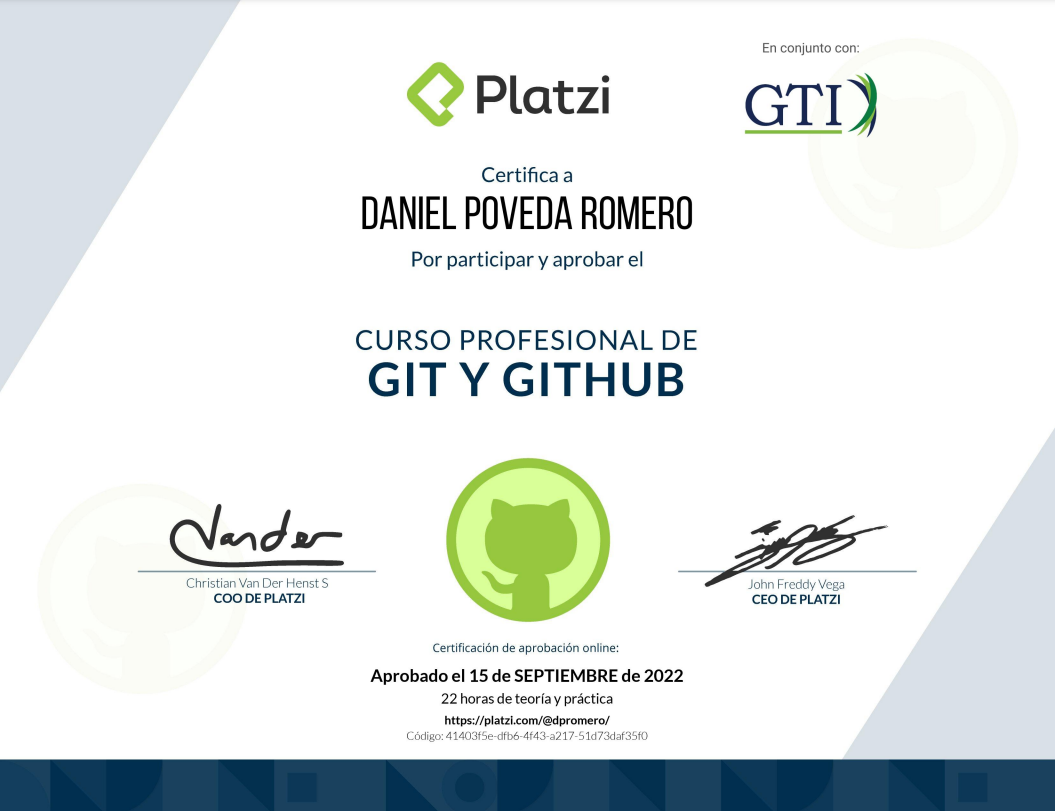 En conjunto con:
Platzi
GTI
Certifica a
DANIEL POVEDA ROMERO
Por participar y aprobar el
CURSO PROFESIONAL DE
GIT Y GITHUB
Christian Van Der Henst S
COO DE PLATZI
John Freddy Vega
CEO DE PLATZI
Certificación de aprobación online:
Aprobado el 15 de SEPTIEMBRE de 2022
22 horas de teoría y práctica
https://platzi.com/@dpromero/
Código: 41403f5e-dfb6-4f43-a217-51d73daf35f0